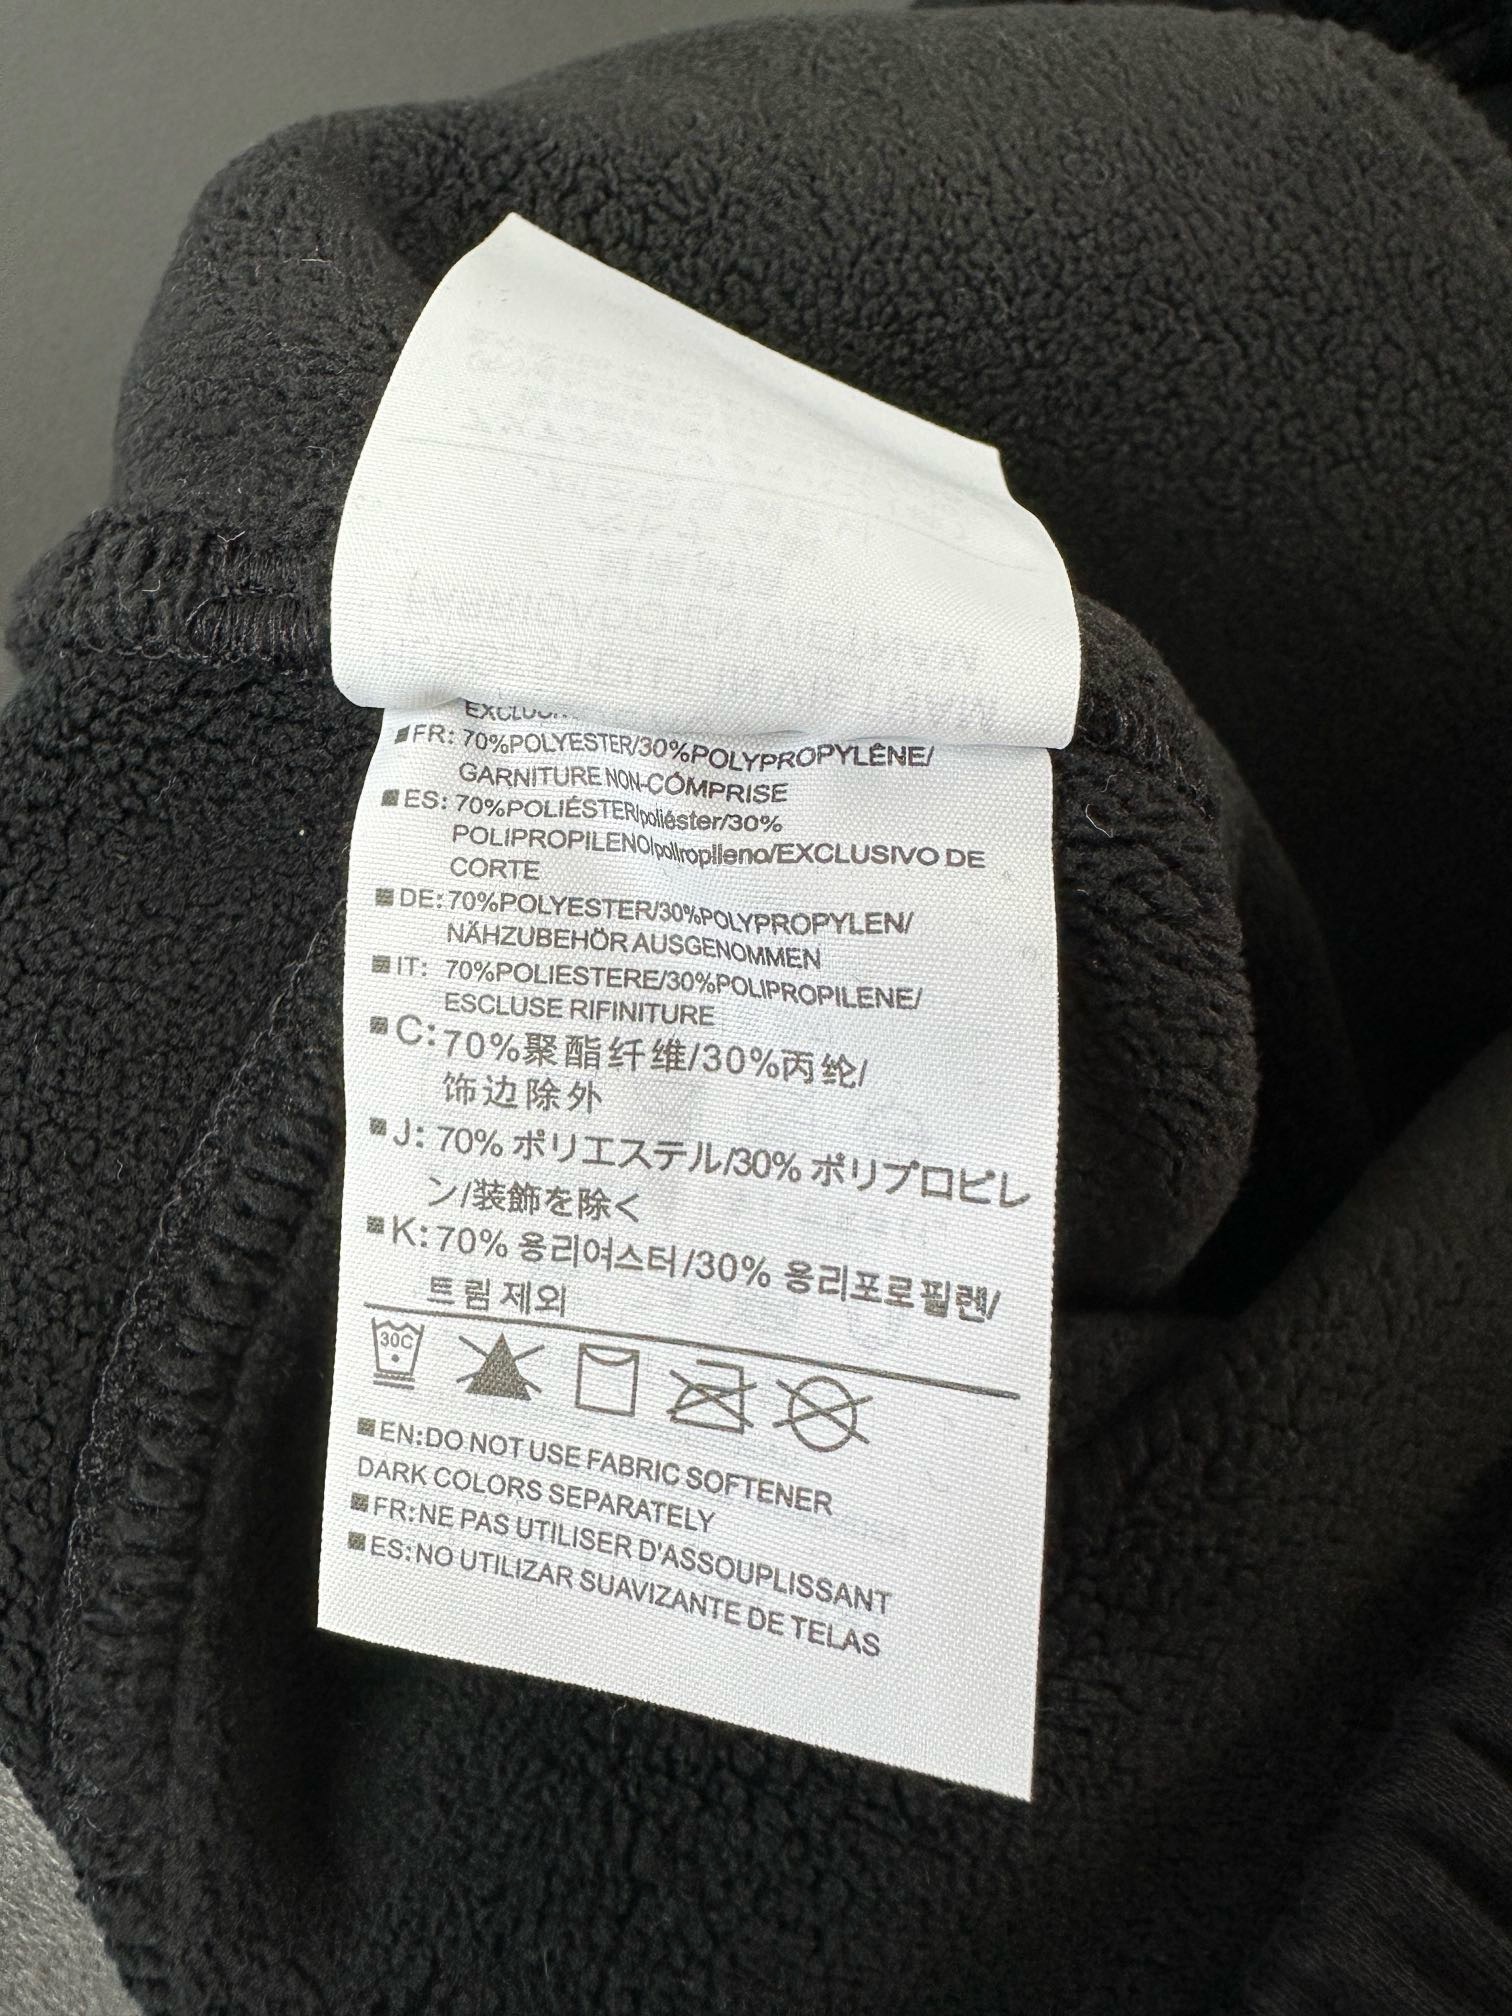 ■FR: 70%POLYESTER/30%POLYPROPYLÊNE/
GARNITURE NON-CÓMPRISE
■ES: 70%POLIÉSTER/poliéster/30%
POLIPROPILENO/polipropileno/EXCLUSIVO DE
CORTE
■DE: 70%POLYESTER/30%POLYPROPYLEN/
NÄHZUBEHÖR AUSGENOMMEN
■IT: 70%POLIESTERE/30%POLIPROPILENE/
ESCLUSE RIFINITURE
■C: 70%聚酯纤维/30%丙纶/
饰边除外
■J: 70% ポリエステル/30% ポリプロピレ
ン/装飾を除く
■K: 70% 용리여스터/30% 용리포로필렌/
트림 제외
30C
■EN:DO NOT USE FABRIC SOFTENER
DARK COLORS SEPARATELY
■FR:NE PAS UTILISER D'ASSOUPLISSANT
■ES:NO UTILIZAR SUAVIZANTE DE TELAS